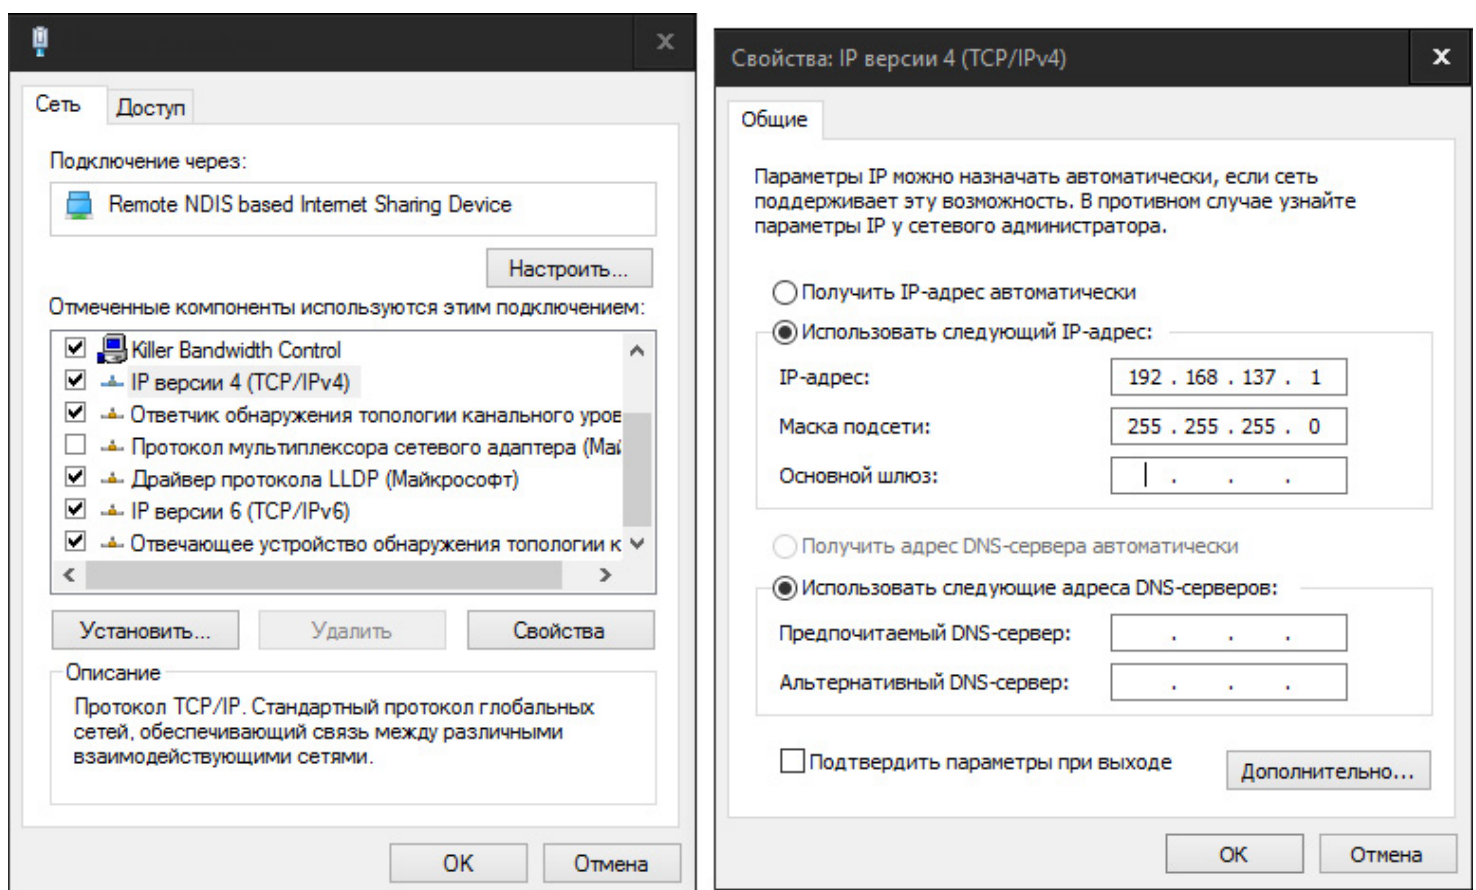 Сеть
Доступ
Подключение через:
Remote NDIS based Internet Sharing Device
Настроить...
Отмеченные компоненты используются этим подключением:
Killer Bandwidth Control
IP версии 4 (TCP/IPv4)
Ответчик обнаружения топологии канального уров
Протокол мультиплексора сетевого адаптера (Май
Драйвер протокола LLDP (Майкрософт)
IP версии 6 (TCP/IPv6)
Отвечающее устройство обнаружения топологии к
Установить...
Удалить
Свойства
Описание
Протокол TCP/IP. Стандартный протокол глобальных
сетей, обеспечивающий связь между различными
взаимодействующими сетями.
OK
Отмена
Свойства: IP версии 4 (TCP/IPv4)
Общие
Параметры IP можно назначать автоматически, если сеть
поддерживает эту возможность. В противном случае узнайте
параметры IP у сетевого администратора.
Получить IP-адрес автоматически
Использовать следующий IP-адрес:
IP-адрес:
192 . 168 . 137 . 1
Маска подсети:
255 . 255 . 255 . 0
Основной шлюз:
. . .
Получить адрес DNS-сервера автоматически
Использовать следующие адреса DNS-серверов:
Предпочитаемый DNS-сервер:
. . .
Альтернативный DNS-сервер:
. . .
Подтвердить параметры при выходе
Дополнительно...
OK
Отмена